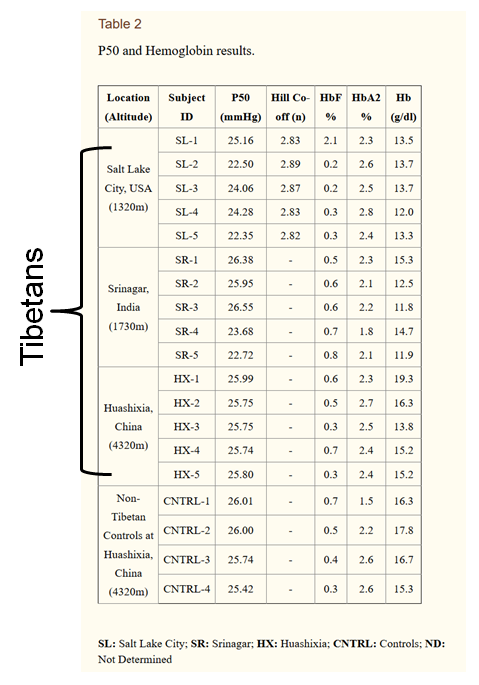 Table 2
P50 and Hemoglobin results.
Location (Altitude) Subject ID P50 (mmHg) Hill Co-off (n) HbF % HbA2 % Hb (g/dl)
Tibetans
Salt Lake City, USA (1320m)
SL-1 25.16 2.83 2.1 2.3 13.5
SL-2 22.50 2.89 0.2 2.6 13.7
SL-3 24.06 2.87 0.2 2.5 13.7
SL-4 24.28 2.83 0.3 2.8 12.0
SL-5 22.35 2.82 0.3 2.4 13.3
Srinagar, India (1730m)
SR-1 26.38 - 0.5 2.3 15.3
SR-2 25.95 - 0.6 2.1 12.5
SR-3 26.55 - 0.6 2.2 11.8
SR-4 23.68 - 0.7 1.8 14.7
SR-5 22.72 - 0.8 2.1 11.9
Huashixia, China (4320m)
HX-1 25.99 - 0.6 2.3 19.3
HX-2 25.75 - 0.5 2.7 16.3
HX-3 25.75 - 0.3 2.5 13.8
HX-4 25.74 - 0.7 2.4 15.2
HX-5 25.80 - 0.3 2.4 15.2
Non-Tibetan Controls at Huashixia, China (4320m)
CNTRL-1 26.01 - 0.7 1.5 16.3
CNTRL-2 26.00 - 0.5 2.2 17.8
CNTRL-3 25.74 - 0.4 2.6 16.7
CNTRL-4 25.42 - 0.3 2.6 15.3
SL: Salt Lake City; SR: Srinagar; HX: Huashixia; CNTRL: Controls; ND:
Not Determined